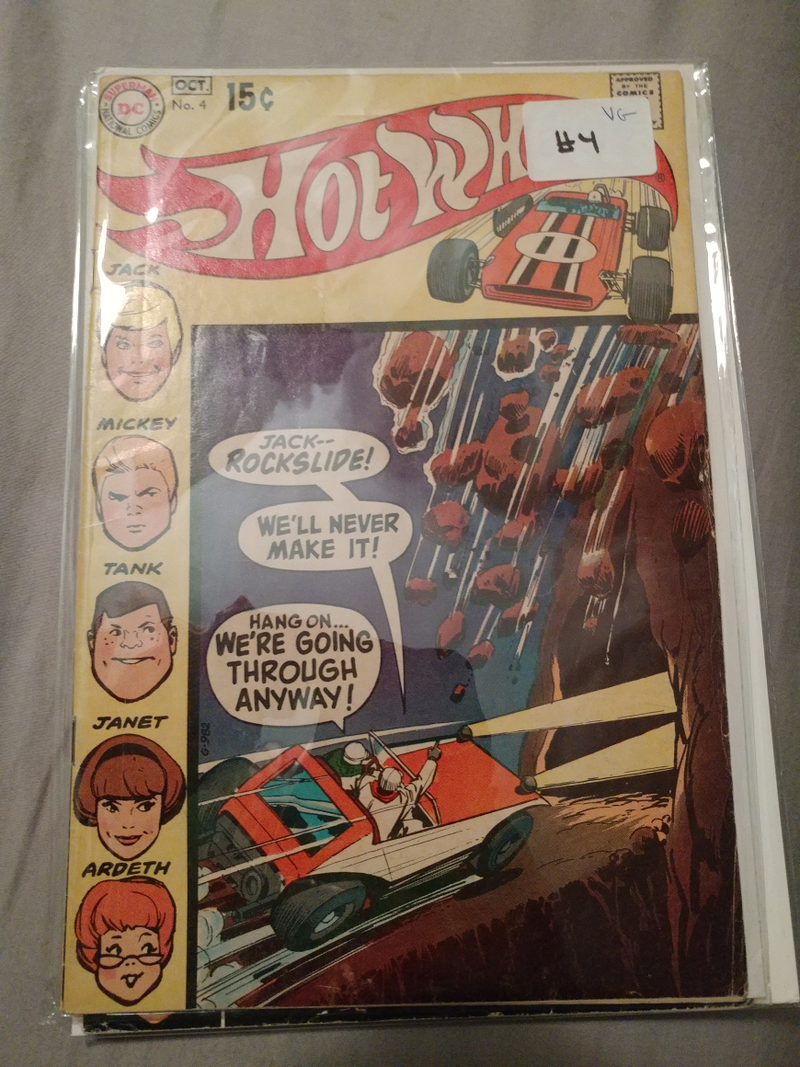 SUPERMAN
DC
NATIONAL COMICS
OCT.
No. 4
15¢
APPROVED
BY THE
COMICS
VG
#4
HOT WH
®
JACK
MICKEY
TANK
JANET
ARDETH
JACK--
ROCKSLIDE!
WE'LL NEVER
MAKE IT!
HANG ON...
WE'RE GOING
THROUGH
ANYWAY!
G-982